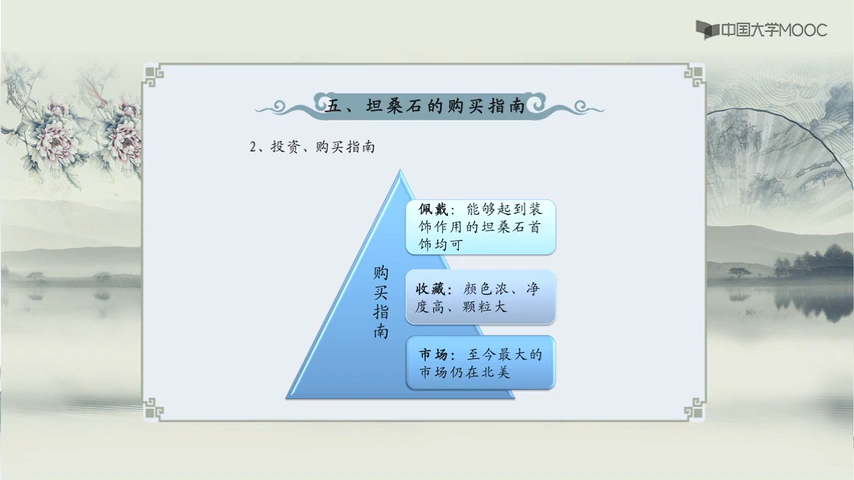 中国大学MOOC
五、坦桑石的购买指南
2、投资、购买指南
购买指南
佩戴：能够起到装
饰作用的坦桑石首
饰均可
收藏：颜色浓、净
度高、颗粒大
市场：至今最大的
市场仍在北美